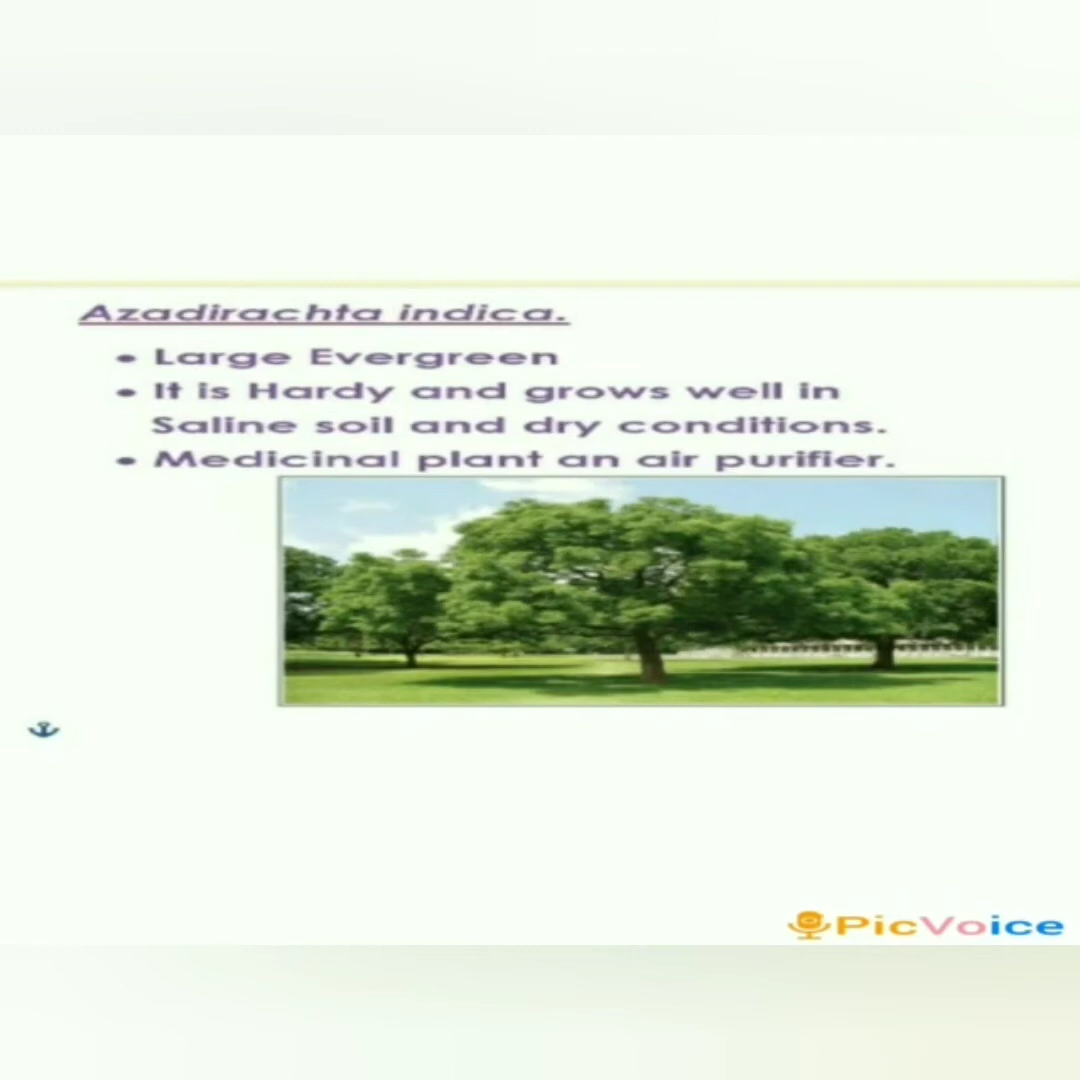 Azadirachta indica.
• Large Evergreen
• It is Hardy and grows well in
Saline soil and dry conditions.
• Medicinal plant an air purifier.
PicVoice